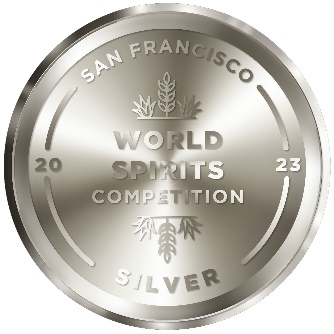 SAN FRANCISCO
WORLD
20 SPIRITS 23
COMPETITION
SILVER